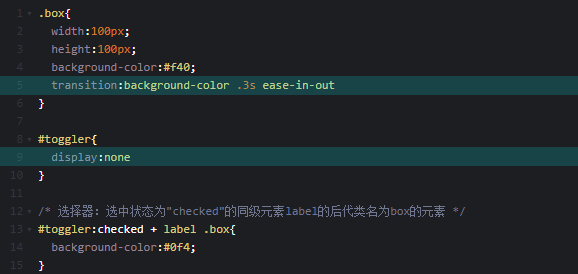 1 .box{
2 width:100px;
3 height:100px;
4 background-color:#f40;
5 transition:background-color .3s ease-in-out
6 }
7
8 #toggler{
9 display:none
10 }
11
12 /* 选择器：选中状态为"checked"的同级元素label的后代类名为box的元素 */
13 #toggler:checked + label .box{
14 background-color:#0f4;
15 }